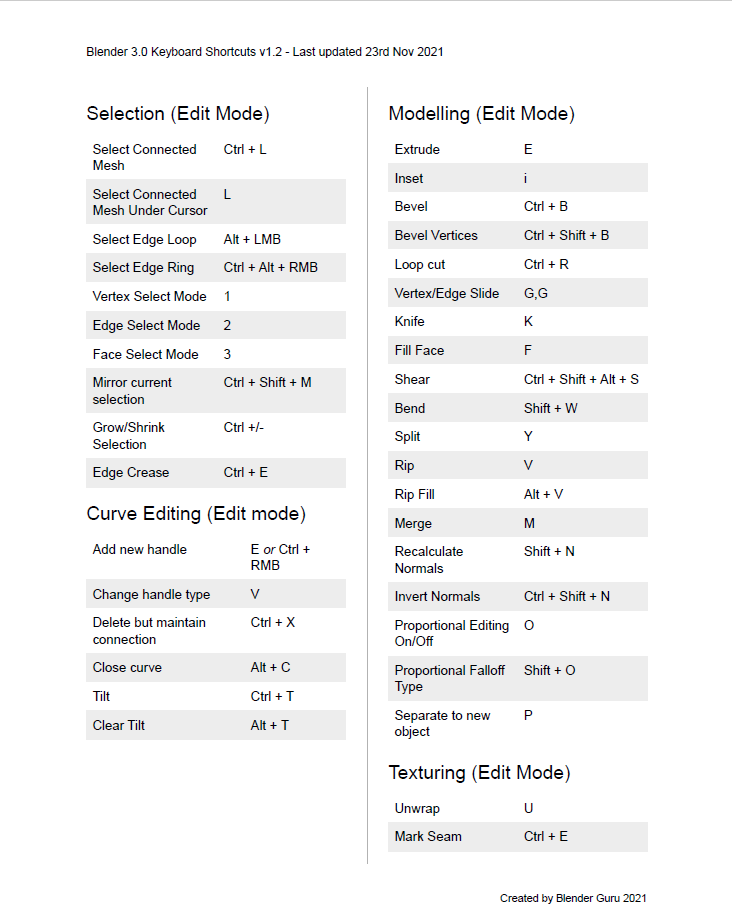 Blender 3.0 Keyboard Shortcuts v1.2 - Last updated 23rd Nov 2021
Selection (Edit Mode)
Select Connected Ctrl + L
Mesh
Select Connected L
Mesh Under Cursor
Select Edge Loop Alt + LMB
Select Edge Ring Ctrl + Alt + RMB
Vertex Select Mode 1
Edge Select Mode 2
Face Select Mode 3
Mirror current Ctrl + Shift + M
selection
Grow/Shrink Ctrl +/-
Selection
Edge Crease Ctrl + E
Curve Editing (Edit mode)
Add new handle E or Ctrl +
RMB
Change handle type V
Delete but maintain Ctrl + X
connection
Close curve Alt + C
Tilt Ctrl + T
Clear Tilt Alt + T
Modelling (Edit Mode)
Extrude E
Inset i
Bevel Ctrl + B
Bevel Vertices Ctrl + Shift + B
Loop cut Ctrl + R
Vertex/Edge Slide G,G
Knife K
Fill Face F
Shear Ctrl + Shift + Alt + S
Bend Shift + W
Split Y
Rip V
Rip Fill Alt + V
Merge M
Recalculate Shift + N
Normals
Invert Normals Ctrl + Shift + N
Proportional Editing O
On/Off
Proportional Falloff Shift + O
Type
Separate to new P
object
Texturing (Edit Mode)
Unwrap U
Mark Seam Ctrl + E
Created by Blender Guru 2021